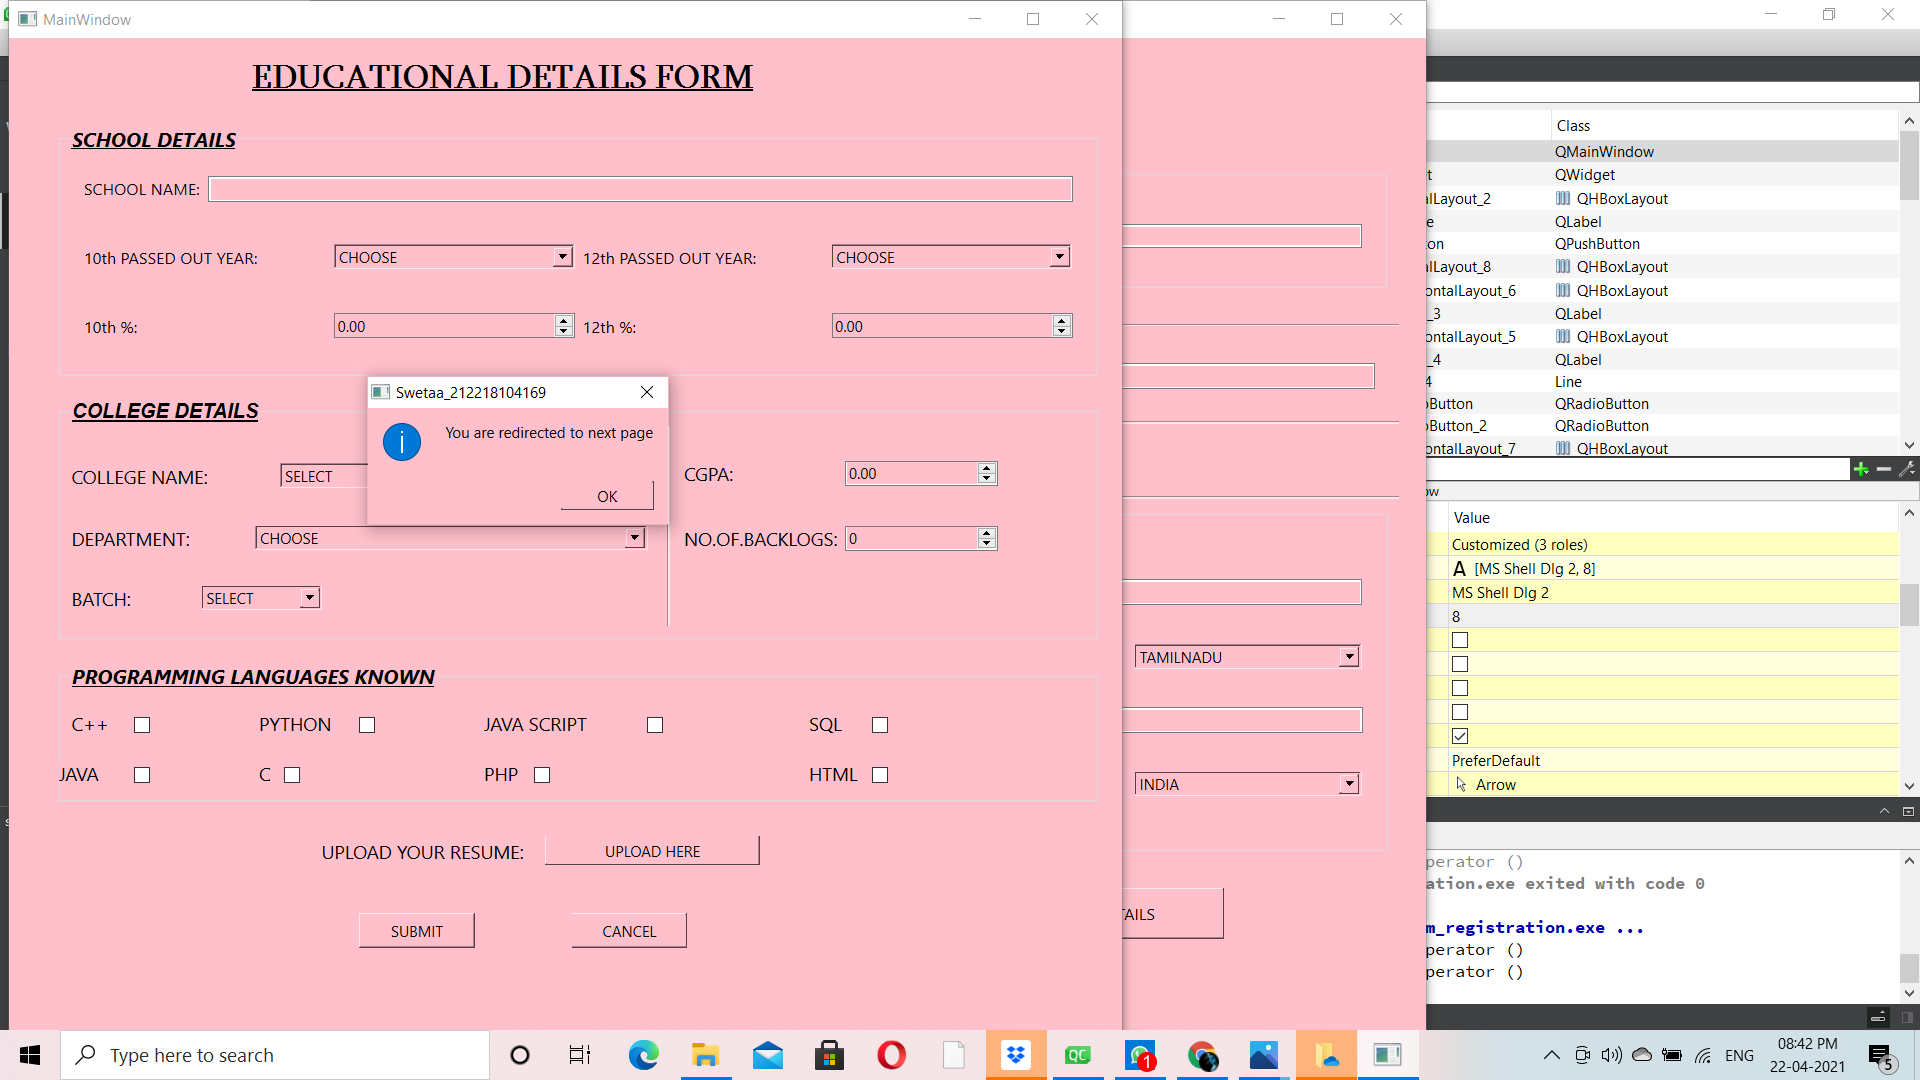 MainWindow
EDUCATIONAL DETAILS FORM
SCHOOL DETAILS
SCHOOL NAME:
10th PASSED OUT YEAR: CHOOSE 12th PASSED OUT YEAR: CHOOSE
10th %: 0.00 12th %: 0.00
Swetaa_212218104169
You are redirected to next page
OK
COLLEGE DETAILS
COLLEGE NAME: SELECT CGPA: 0.00
DEPARTMENT: CHOOSE NO.OF.BACKLOGS: 0
BATCH: SELECT
PROGRAMMING LANGUAGES KNOWN
C++ PYTHON JAVA SCRIPT SQL
JAVA C PHP HTML
UPLOAD YOUR RESUME: UPLOAD HERE
SUBMIT CANCEL
TAMILNADU
INDIA
TAILS
Class
QMainWindow
t QWidget
lLayout_2 QHBoxLayout
e QLabel
on QPushButton
lLayout_8 QHBoxLayout
ontalLayout_6 QHBoxLayout
_3 QLabel
ontalLayout_5 QHBoxLayout
_4 QLabel
4 Line
Button QRadioButton
Button_2 QRadioButton
ontalLayout_7 QHBoxLayout
ow
Value
Customized (3 roles)
A [MS Shell Dlg 2, 8]
MS Shell Dlg 2
8
PreferDefault
Arrow
perator ()
ation.exe exited with code 0
m_registration.exe ...
perator ()
perator ()
Type here to search
QC
1
ENG
08:42 PM
22-04-2021
5